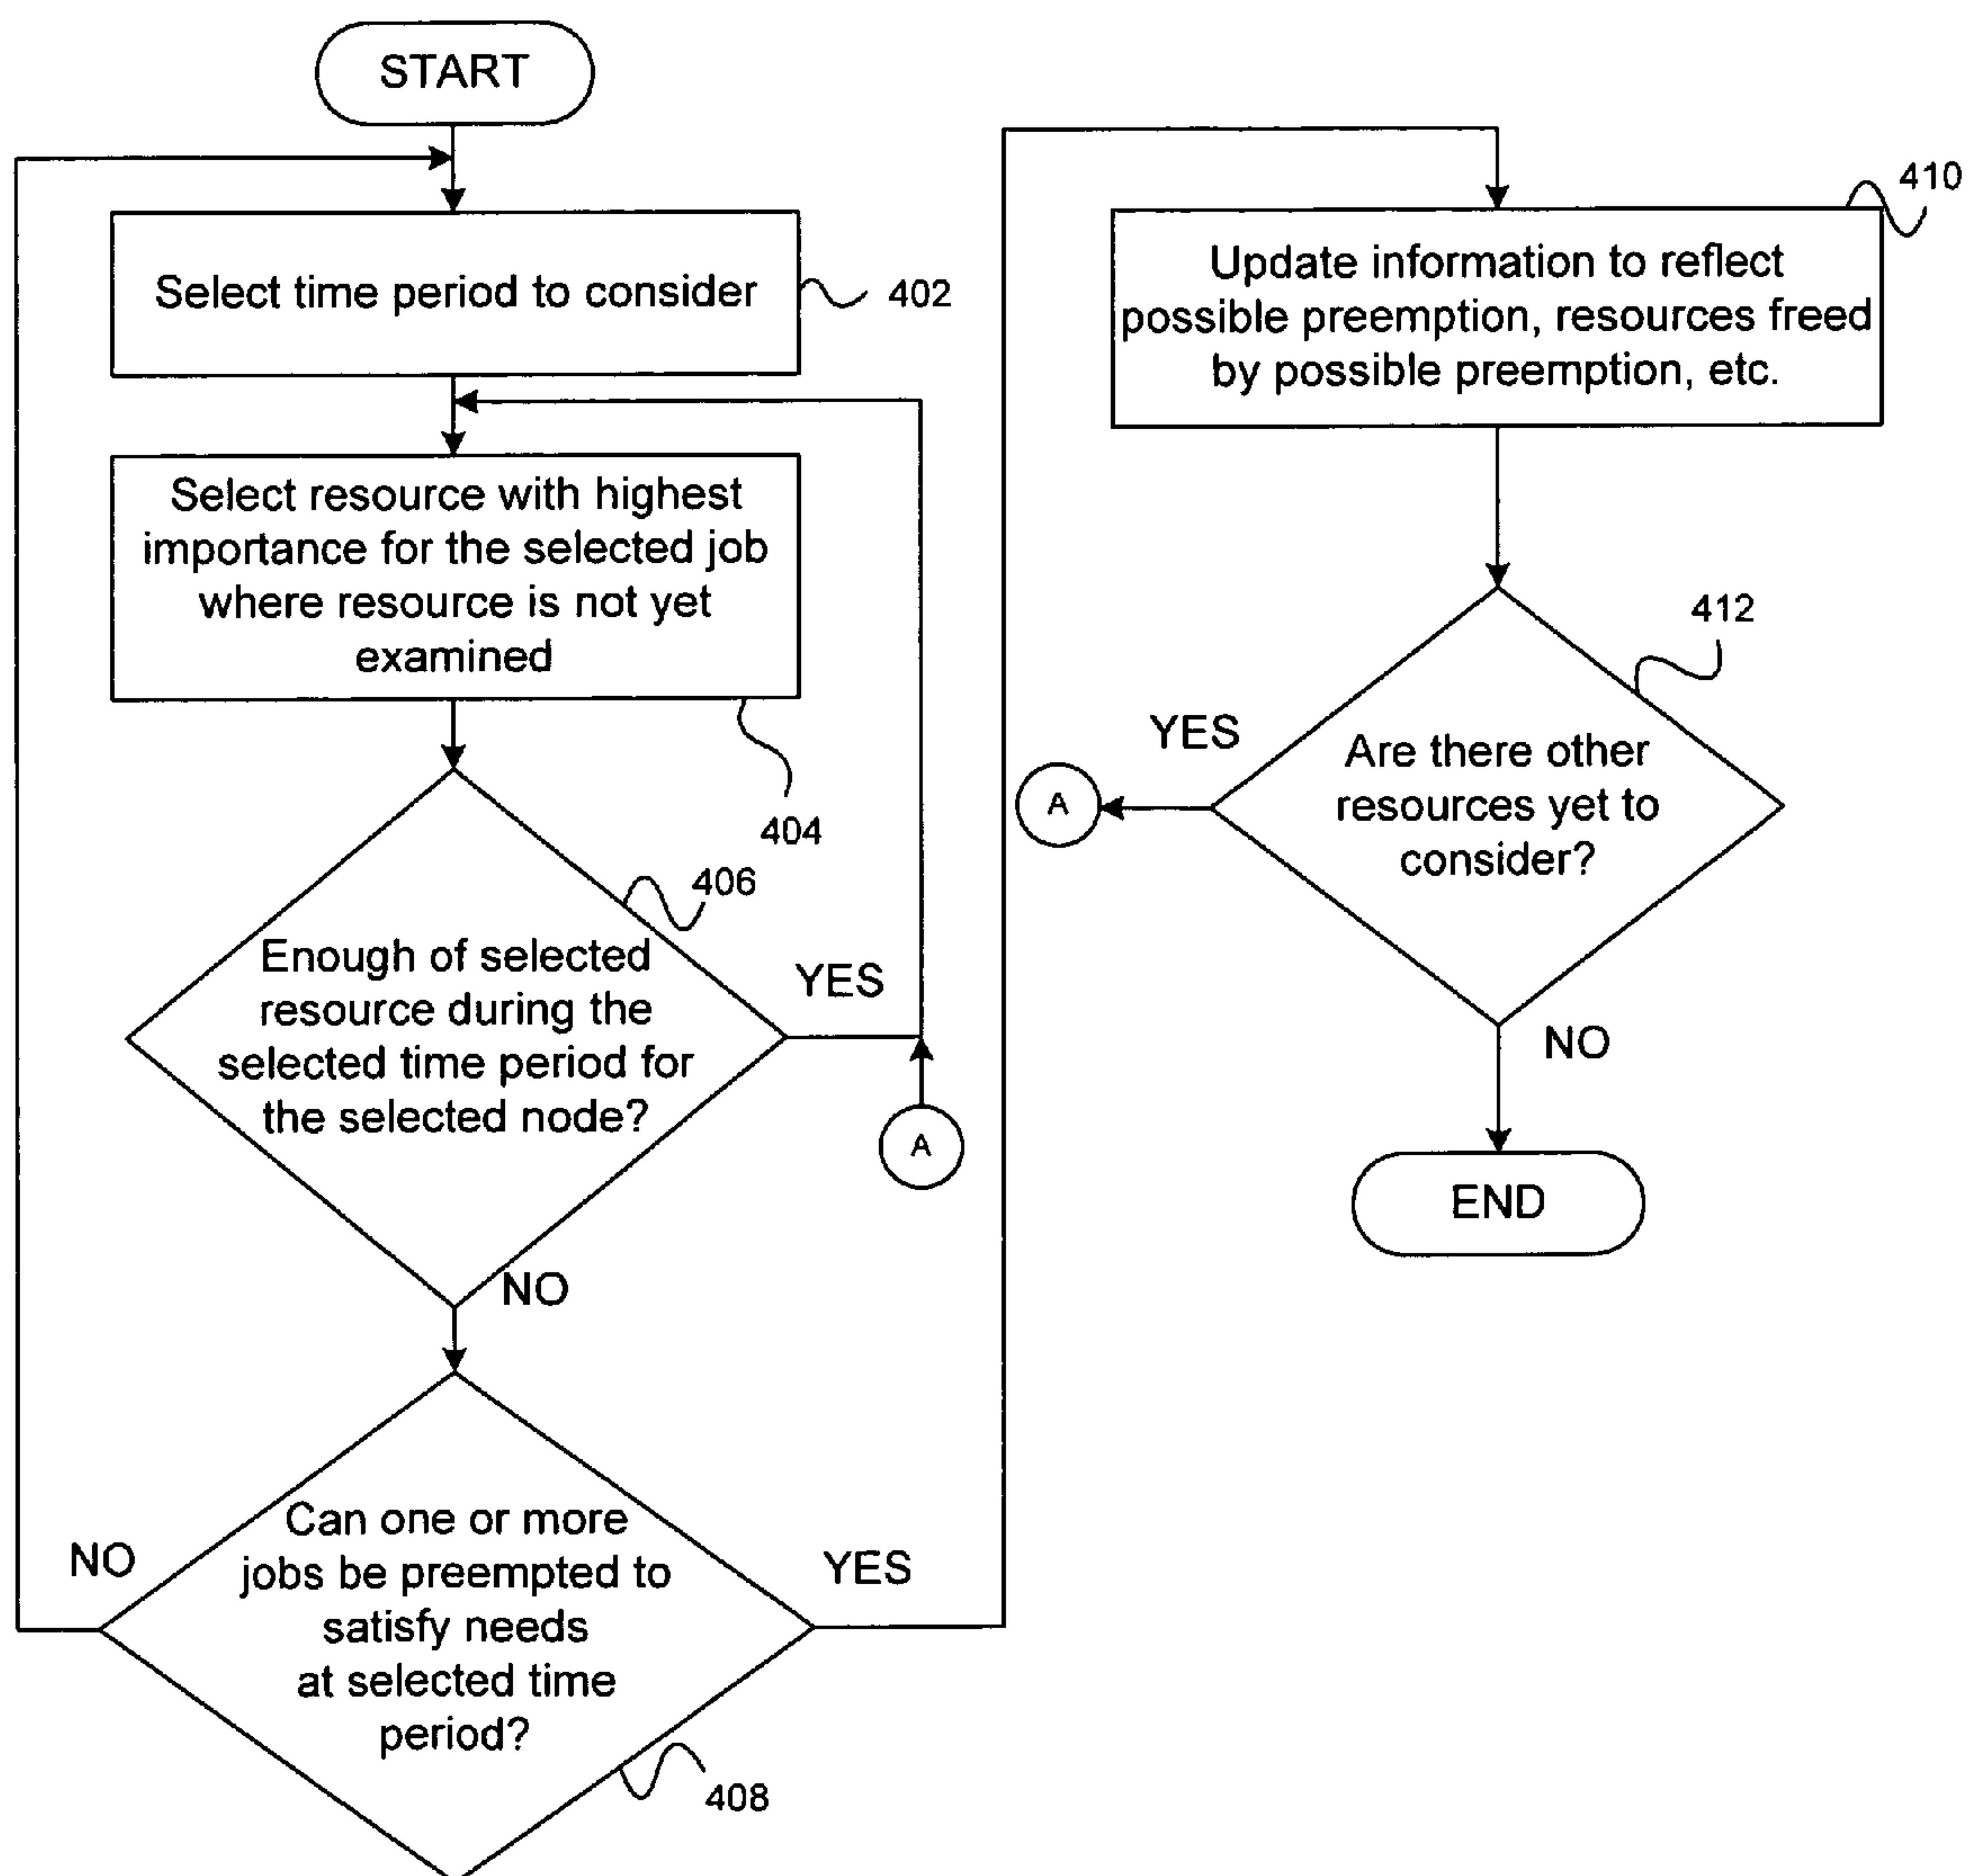 START
Select time period to consider
402
Select resource with highest
importance for the selected job
where resource is not yet
examined
404
406
Enough of selected
resource during the
selected time period for
the selected node?
YES
A
NO
Can one or more
jobs be preempted to
satisfy needs
at selected time
period?
NO
YES
408
410
Update information to reflect
possible preemption, resources freed
by possible preemption, etc.
412
Are there other
resources yet to
consider?
YES
A
NO
END